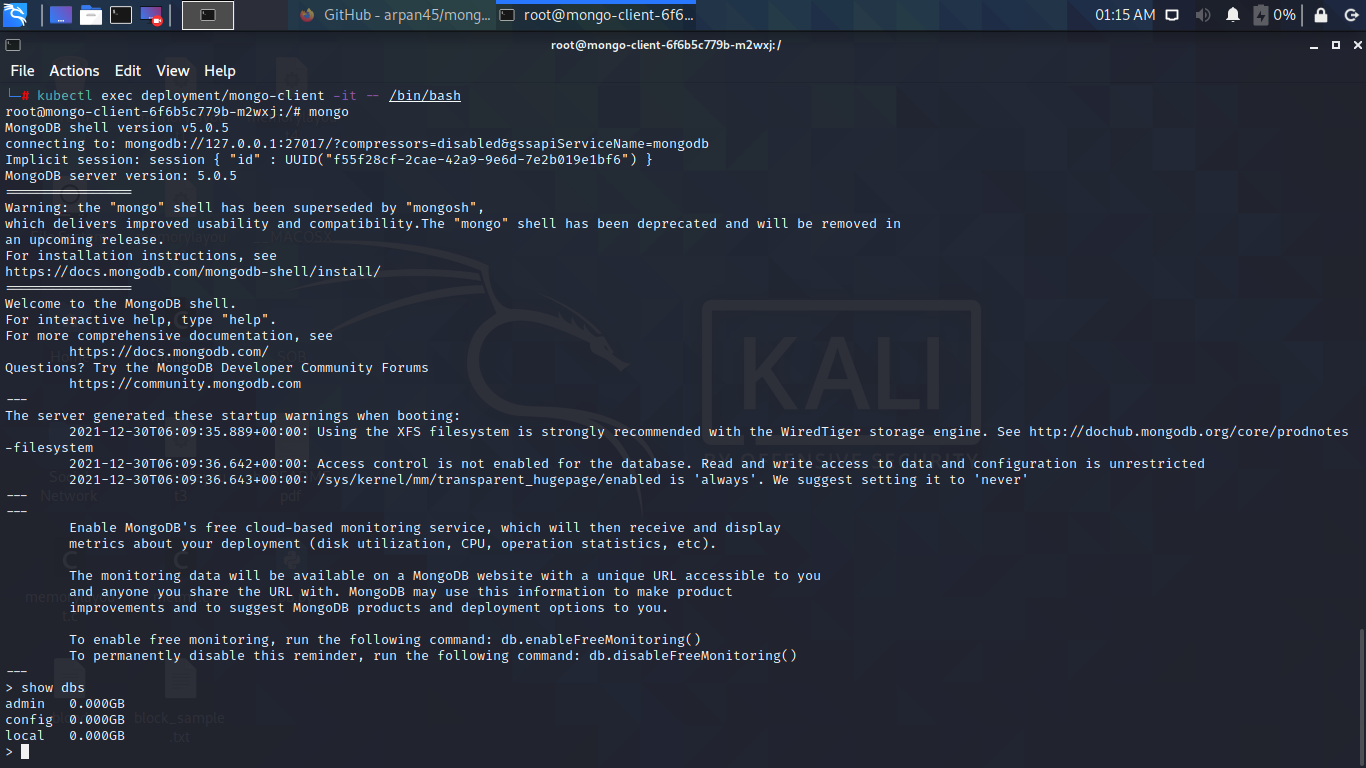 GitHub - arpan45/mong...
root@mongo-client-6f6...
01:15 AM
0%
root@mongo-client-6f6b5c779b-m2wxj: /
File Actions Edit View Help
└─# kubectl exec deployment/mongo-client -it -- /bin/bash
root@mongo-client-6f6b5c779b-m2wxj:/# mongo
MongoDB shell version v5.0.5
connecting to: mongodb://127.0.0.1:27017/?compressors=disabled&gssapiServiceName=mongodb
Implicit session: session { "id" : UUID("f55f28cf-2cae-42a9-9e6d-7e2b019e1bf6") }
MongoDB server version: 5.0.5
================
Warning: the "mongo" shell has been superseded by "mongosh",
which delivers improved usability and compatibility.The "mongo" shell has been deprecated and will be removed in
an upcoming release.
For installation instructions, see
https://docs.mongodb.com/mongodb-shell/install/
================
Welcome to the MongoDB shell.
For interactive help, type "help".
For more comprehensive documentation, see
https://docs.mongodb.com/
Questions? Try the MongoDB Developer Community Forums
https://community.mongodb.com
---
The server generated these startup warnings when booting:
2021-12-30T06:09:35.889+00:00: Using the XFS filesystem is strongly recommended with the WiredTiger storage engine. See http://dochub.mongodb.org/core/prodnotes
-filesystem
2021-12-30T06:09:36.642+00:00: Access control is not enabled for the database. Read and write access to data and configuration is unrestricted
2021-12-30T06:09:36.643+00:00: /sys/kernel/mm/transparent_hugepage/enabled is 'always'. We suggest setting it to 'never'
---
---
Enable MongoDB's free cloud-based monitoring service, which will then receive and display
metrics about your deployment (disk utilization, CPU, operation statistics, etc).
The monitoring data will be available on a MongoDB website with a unique URL accessible to you
and anyone you share the URL with. MongoDB may use this information to make product
improvements and to suggest MongoDB products and deployment options to you.
To enable free monitoring, run the following command: db.enableFreeMonitoring()
To permanently disable this reminder, run the following command: db.disableFreeMonitoring()
---
> show dbs
admin 0.000GB
config 0.000GB
local 0.000GB
>
KALI
BY OFFENSIVE SECURITY
Network
t3
pdf
block_sample
.txt